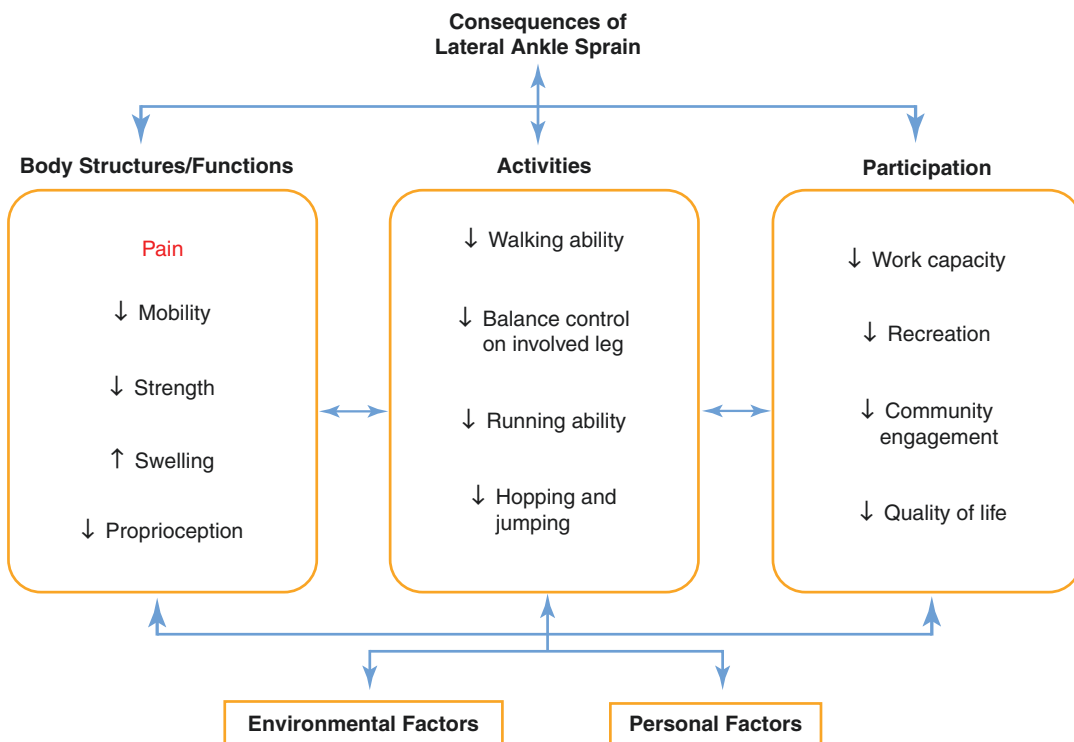 Consequences of
Lateral Ankle Sprain
Body Structures/Functions
Activities
Participation
Pain
↓ Mobility
↓ Strength
↑ Swelling
↓ Proprioception
↓ Walking ability
↓ Balance control
on involved leg
↓ Running ability
↓ Hopping and
jumping
↓ Work capacity
↓ Recreation
↓ Community
engagement
↓ Quality of life
Environmental Factors
Personal Factors